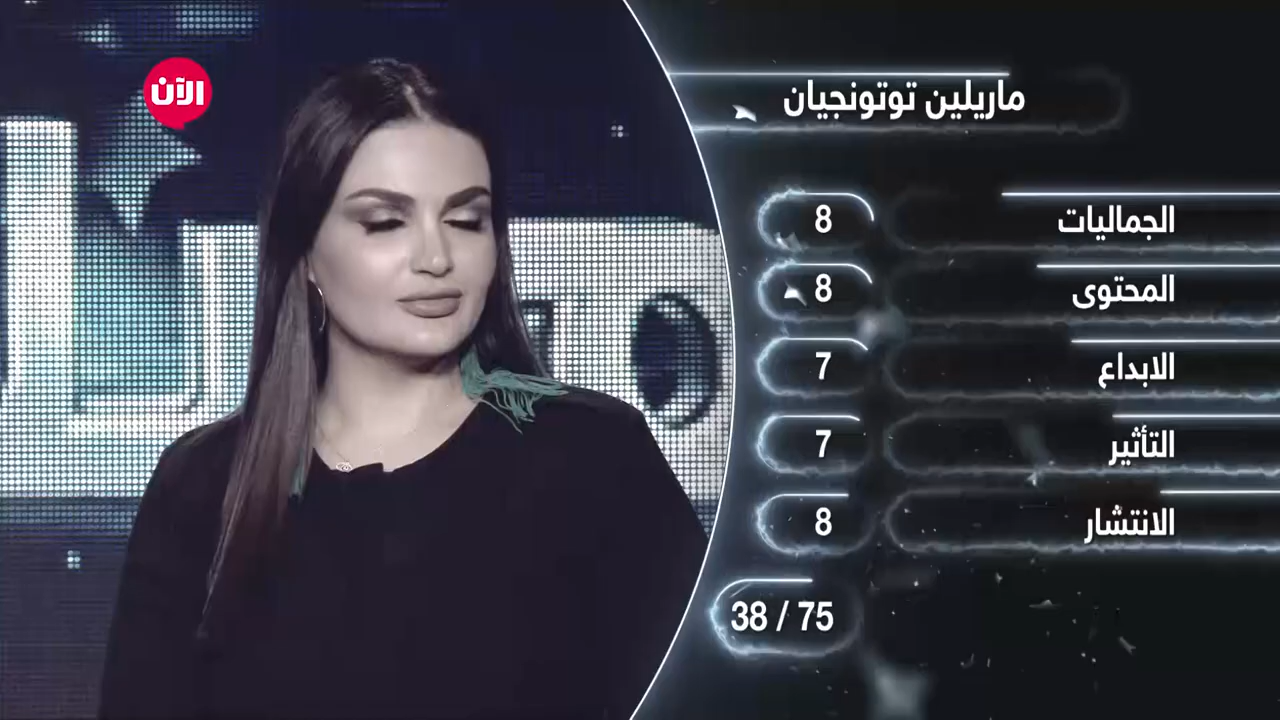 الآن
ماريلين توتونجيان
الجماليات 8
المحتوى 8
الابداع 7
التأثير 7
الانتشار 8
38 / 75